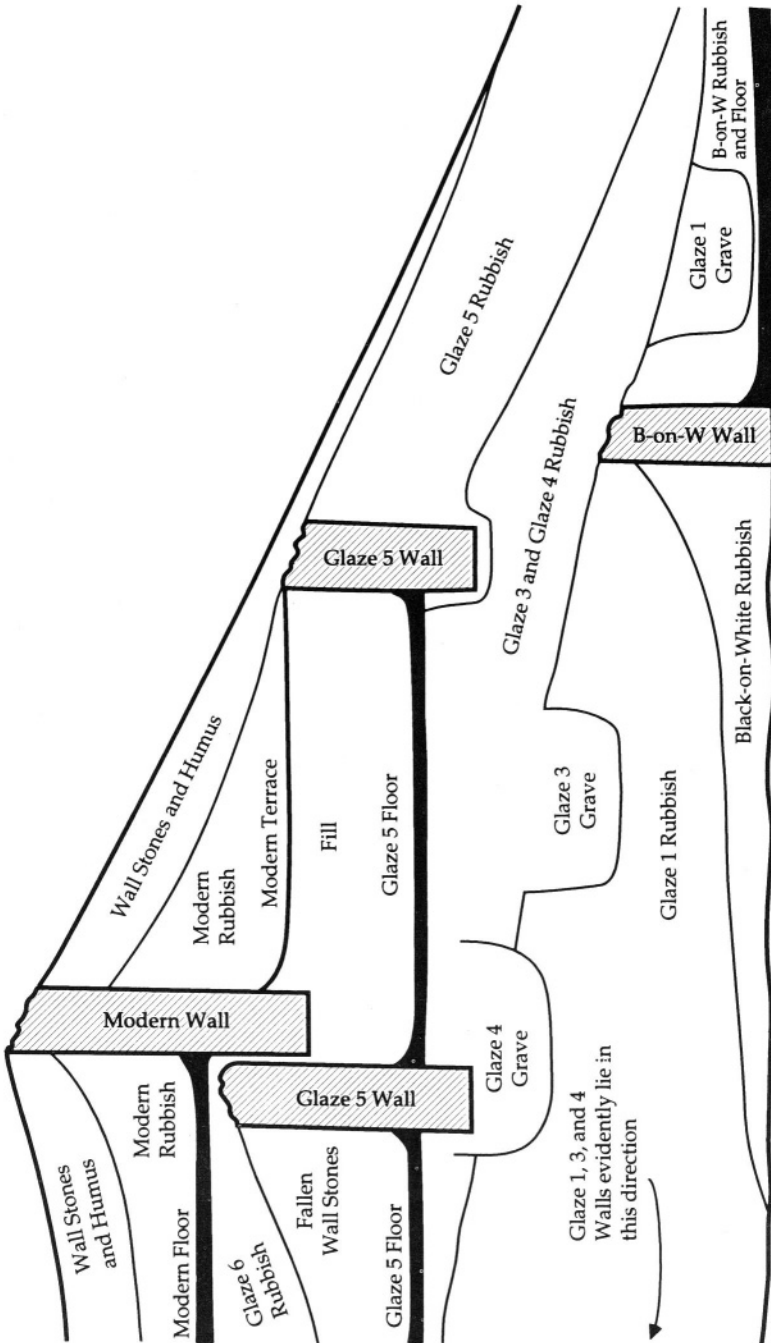 Wall Stones
and Humus
Modern
Rubbish
Modern Floor
Glaze 6
Rubbish
Fallen
Wall Stones
Glaze 5 Floor
Modern Wall
Glaze 5 Wall
Glaze 4
Grave
Glaze 1, 3, and 4
Walls evidently lie in
this direction
Wall Stones and Humus
Modern
Rubbish
Modern Terrace
Fill
Glaze 5 Floor
Glaze 3
Grave
Glaze 1 Rubbish
Black-on-White Rubbish
Glaze 5 Wall
Glaze 3 and Glaze 4 Rubbish
Glaze 5 Rubbish
B-on-W Wall
Glaze 1
Grave
B-on-W Rubbish
and Floor